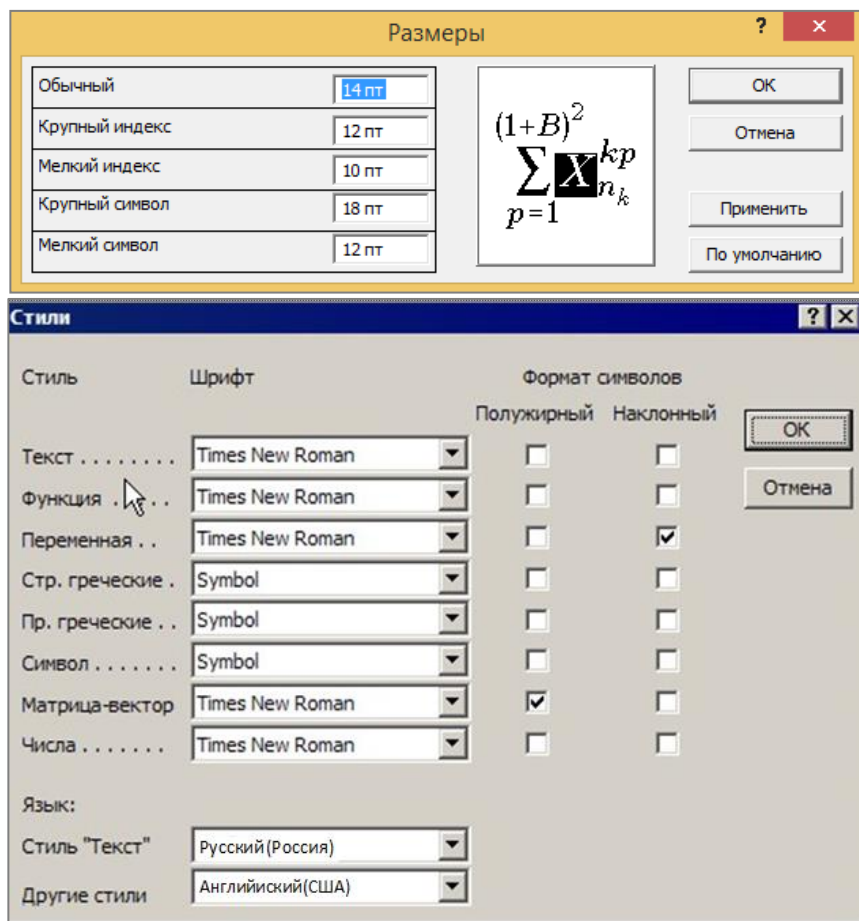 Размеры
? ×
Обычный 14 пт
Крупный индекс 12 пт
Мелкий индекс 10 пт
Крупный символ 18 пт
Мелкий символ 12 пт
(1+B)²
∑ X kp
n k
p=1
ОК
Отмена
Применить
По умолчанию
Стили ? ×
Стиль Шрифт Формат символов
Полужирный Наклонный
Текст . . . . . . . . Times New Roman
Функция . . . . Times New Roman
Переменная . . Times New Roman
Стр. греческие . Symbol
Пр. греческие . . Symbol
Символ . . . . . . . Symbol
Матрица-вектор Times New Roman
Числа . . . . . . . Times New Roman
ОК
Отмена
Язык:
Стиль "Текст" Русский(Россия)
Другие стили Английиский(США)